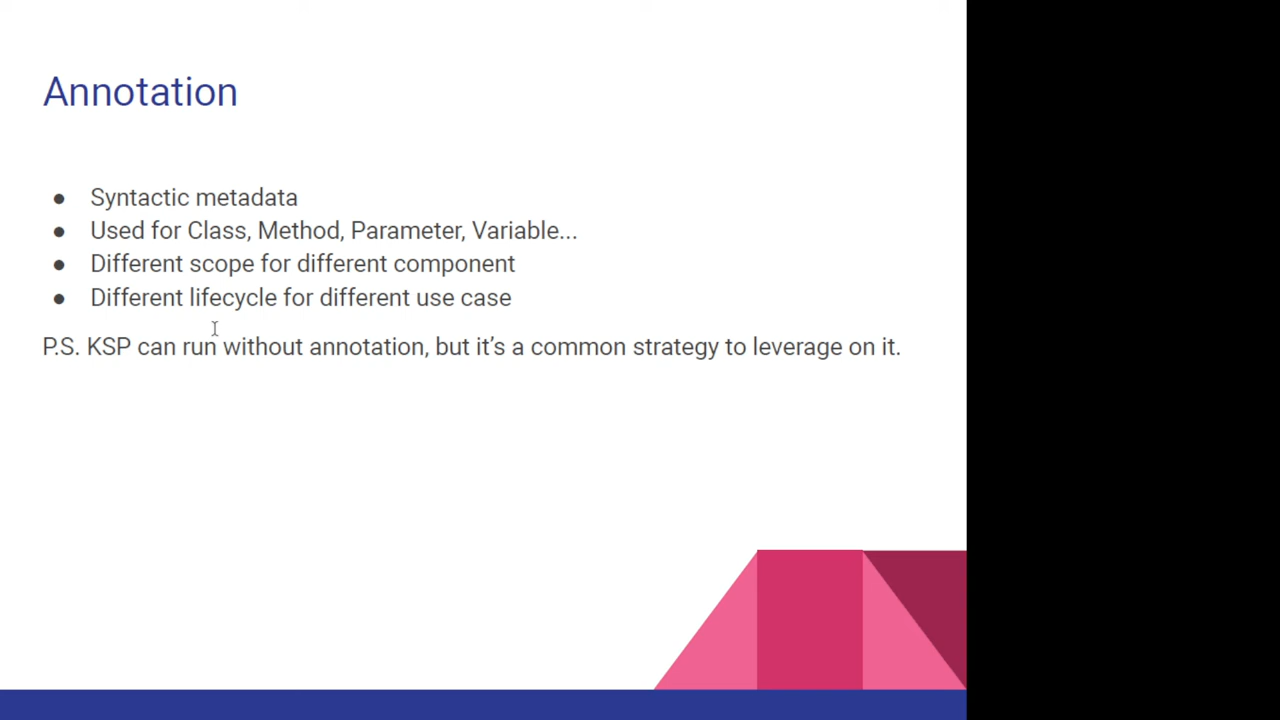 Annotation
● Syntactic metadata
● Used for Class, Method, Parameter, Variable...
● Different scope for different component
● Different lifecycle for different use case
P.S. KSP can run without annotation, but it’s a common strategy to leverage on it.